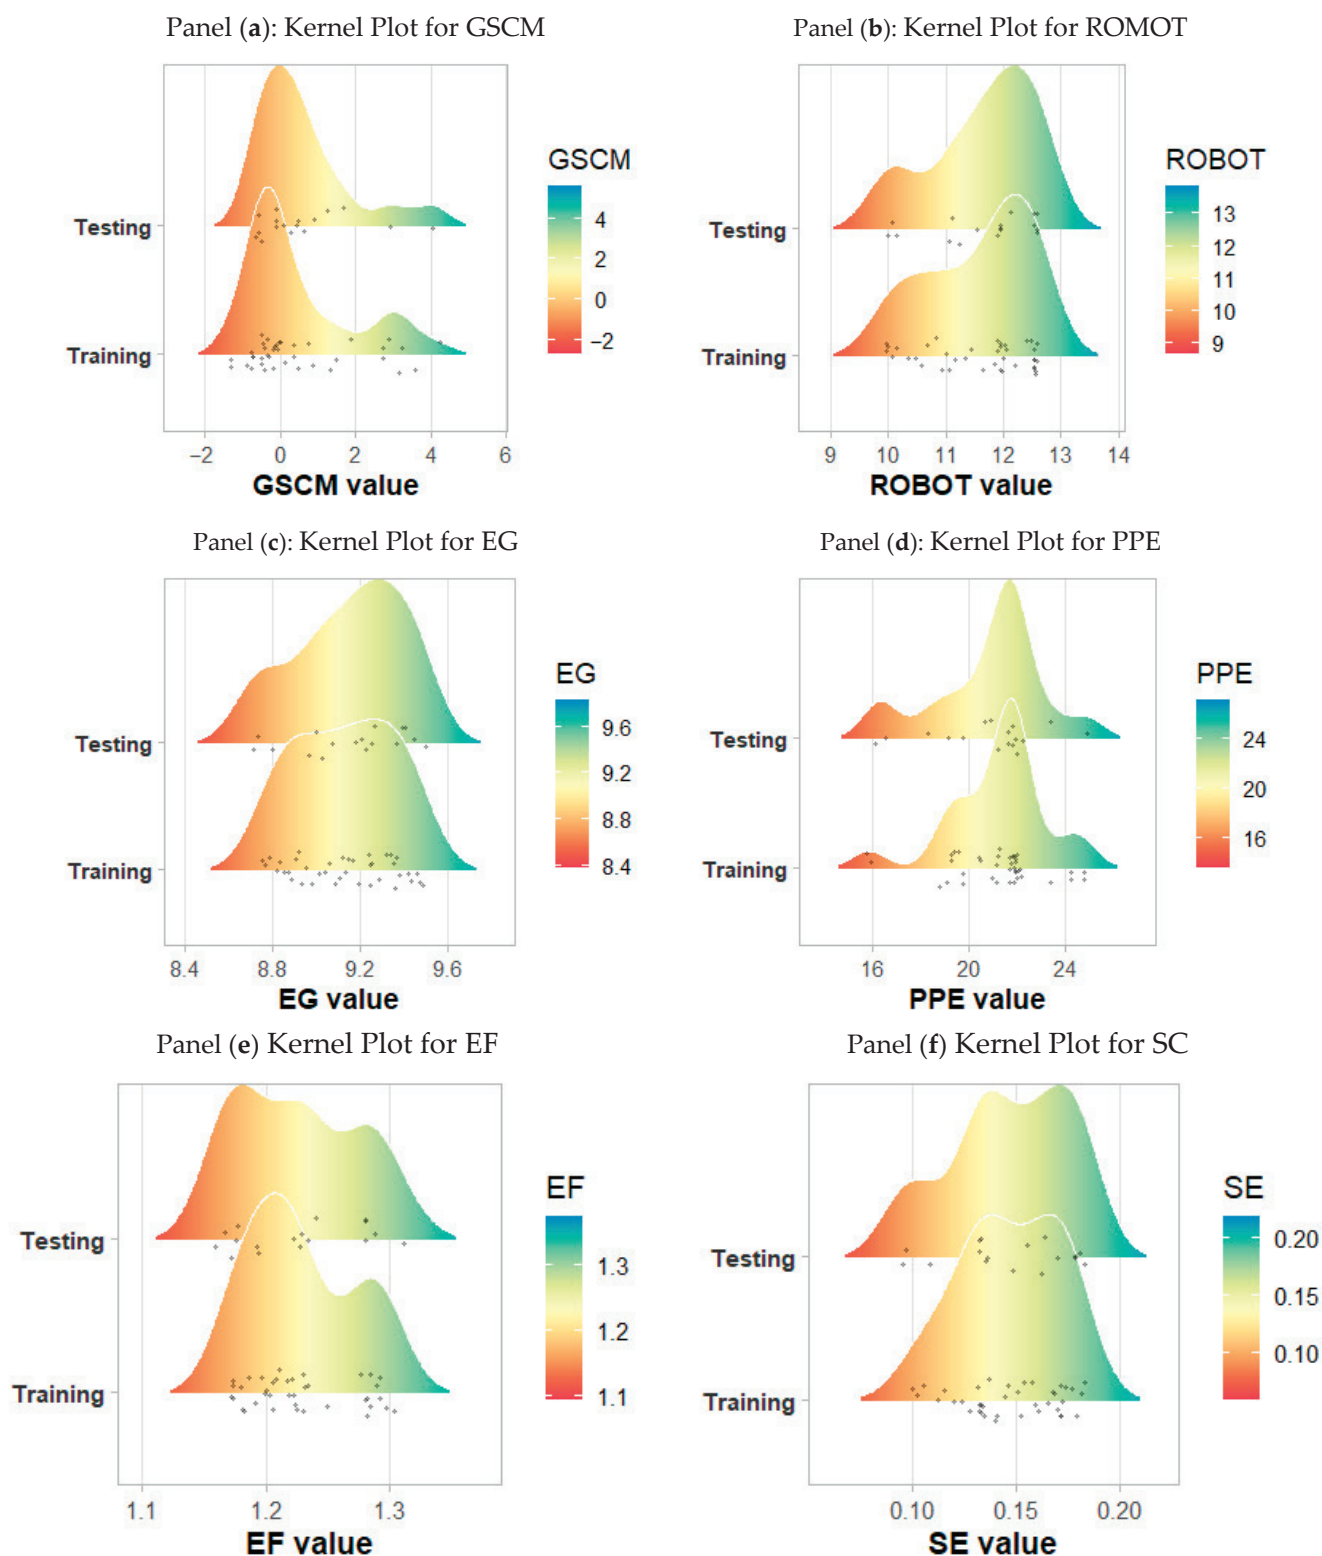 Panel (a): Kernel Plot for GSCM
Testing
Training
−2 0 2 4 6
GSCM value
GSCM
4
2
0
−2
Panel (b): Kernel Plot for ROMOT
Testing
Training
9 10 11 12 13 14
ROBOT value
ROBOT
13
12
11
10
9
Panel (c): Kernel Plot for EG
Testing
Training
8.4 8.8 9.2 9.6
EG value
EG
9.6
9.2
8.8
8.4
Panel (d): Kernel Plot for PPE
Testing
Training
16 20 24
PPE value
PPE
24
20
16
Panel (e) Kernel Plot for EF
Testing
Training
1.1 1.2 1.3
EF value
EF
1.3
1.2
1.1
Panel (f) Kernel Plot for SC
Testing
Training
0.10 0.15 0.20
SE value
SE
0.20
0.15
0.10